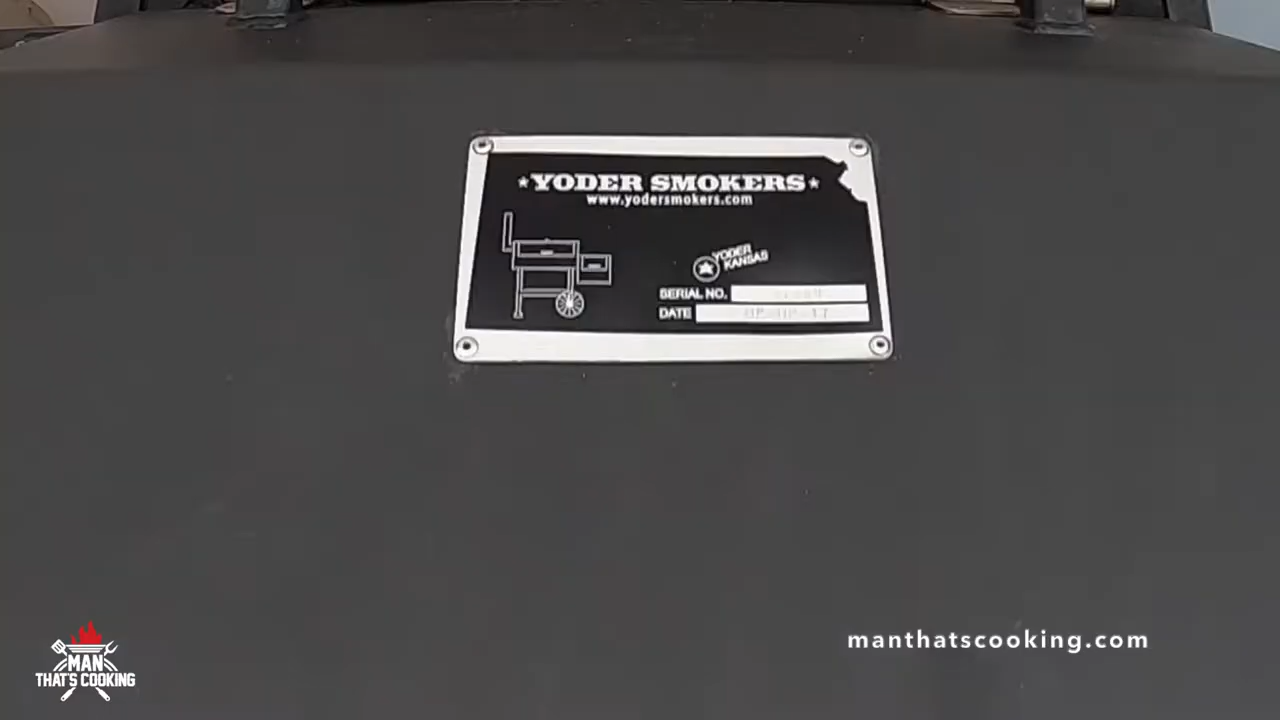 YODER SMOKERS
www.yodersmokers.com
YODER
KANSAS
SERIAL NO.
DATE
manthatscooking.com
MAN
THAT'S COOKING